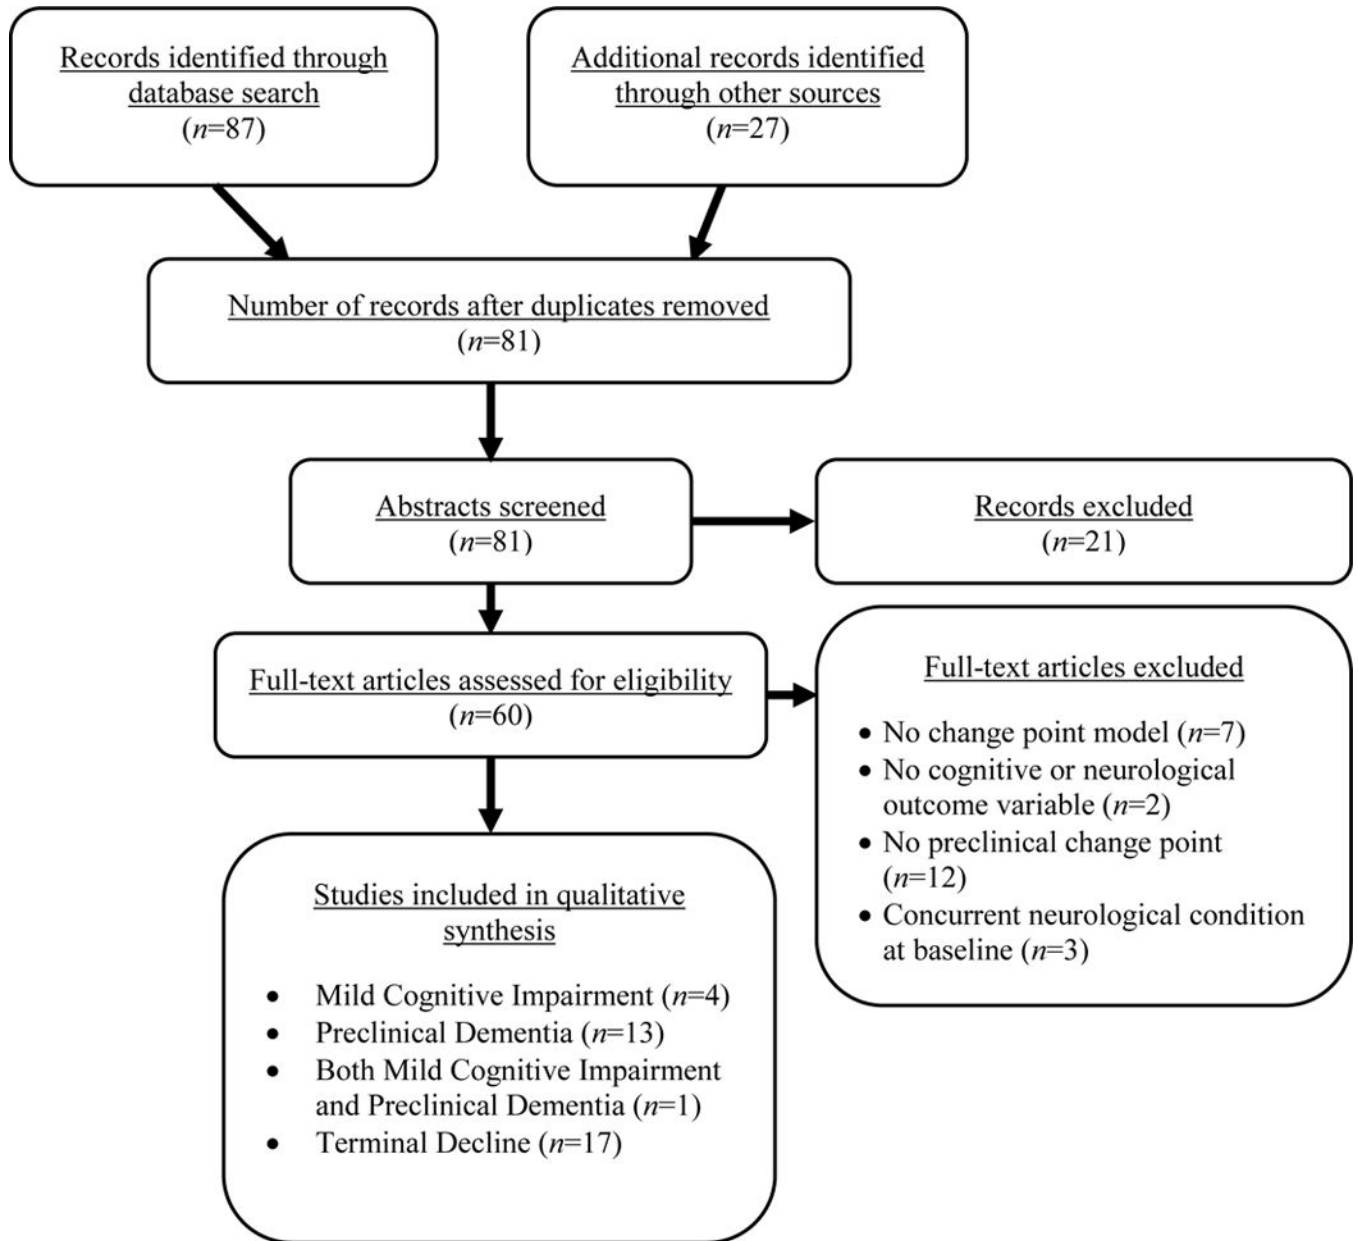 Records identified through
database search
(n=87)
Additional records identified
through other sources
(n=27)
Number of records after duplicates removed
(n=81)
Abstracts screened
(n=81)
Records excluded
(n=21)
Full-text articles assessed for eligibility
(n=60)
Full-text articles excluded
• No change point model (n=7)
• No cognitive or neurological
outcome variable (n=2)
• No preclinical change point
(n=12)
• Concurrent neurological condition
at baseline (n=3)
Studies included in qualitative
synthesis
• Mild Cognitive Impairment (n=4)
• Preclinical Dementia (n=13)
• Both Mild Cognitive Impairment
and Preclinical Dementia (n=1)
• Terminal Decline (n=17)